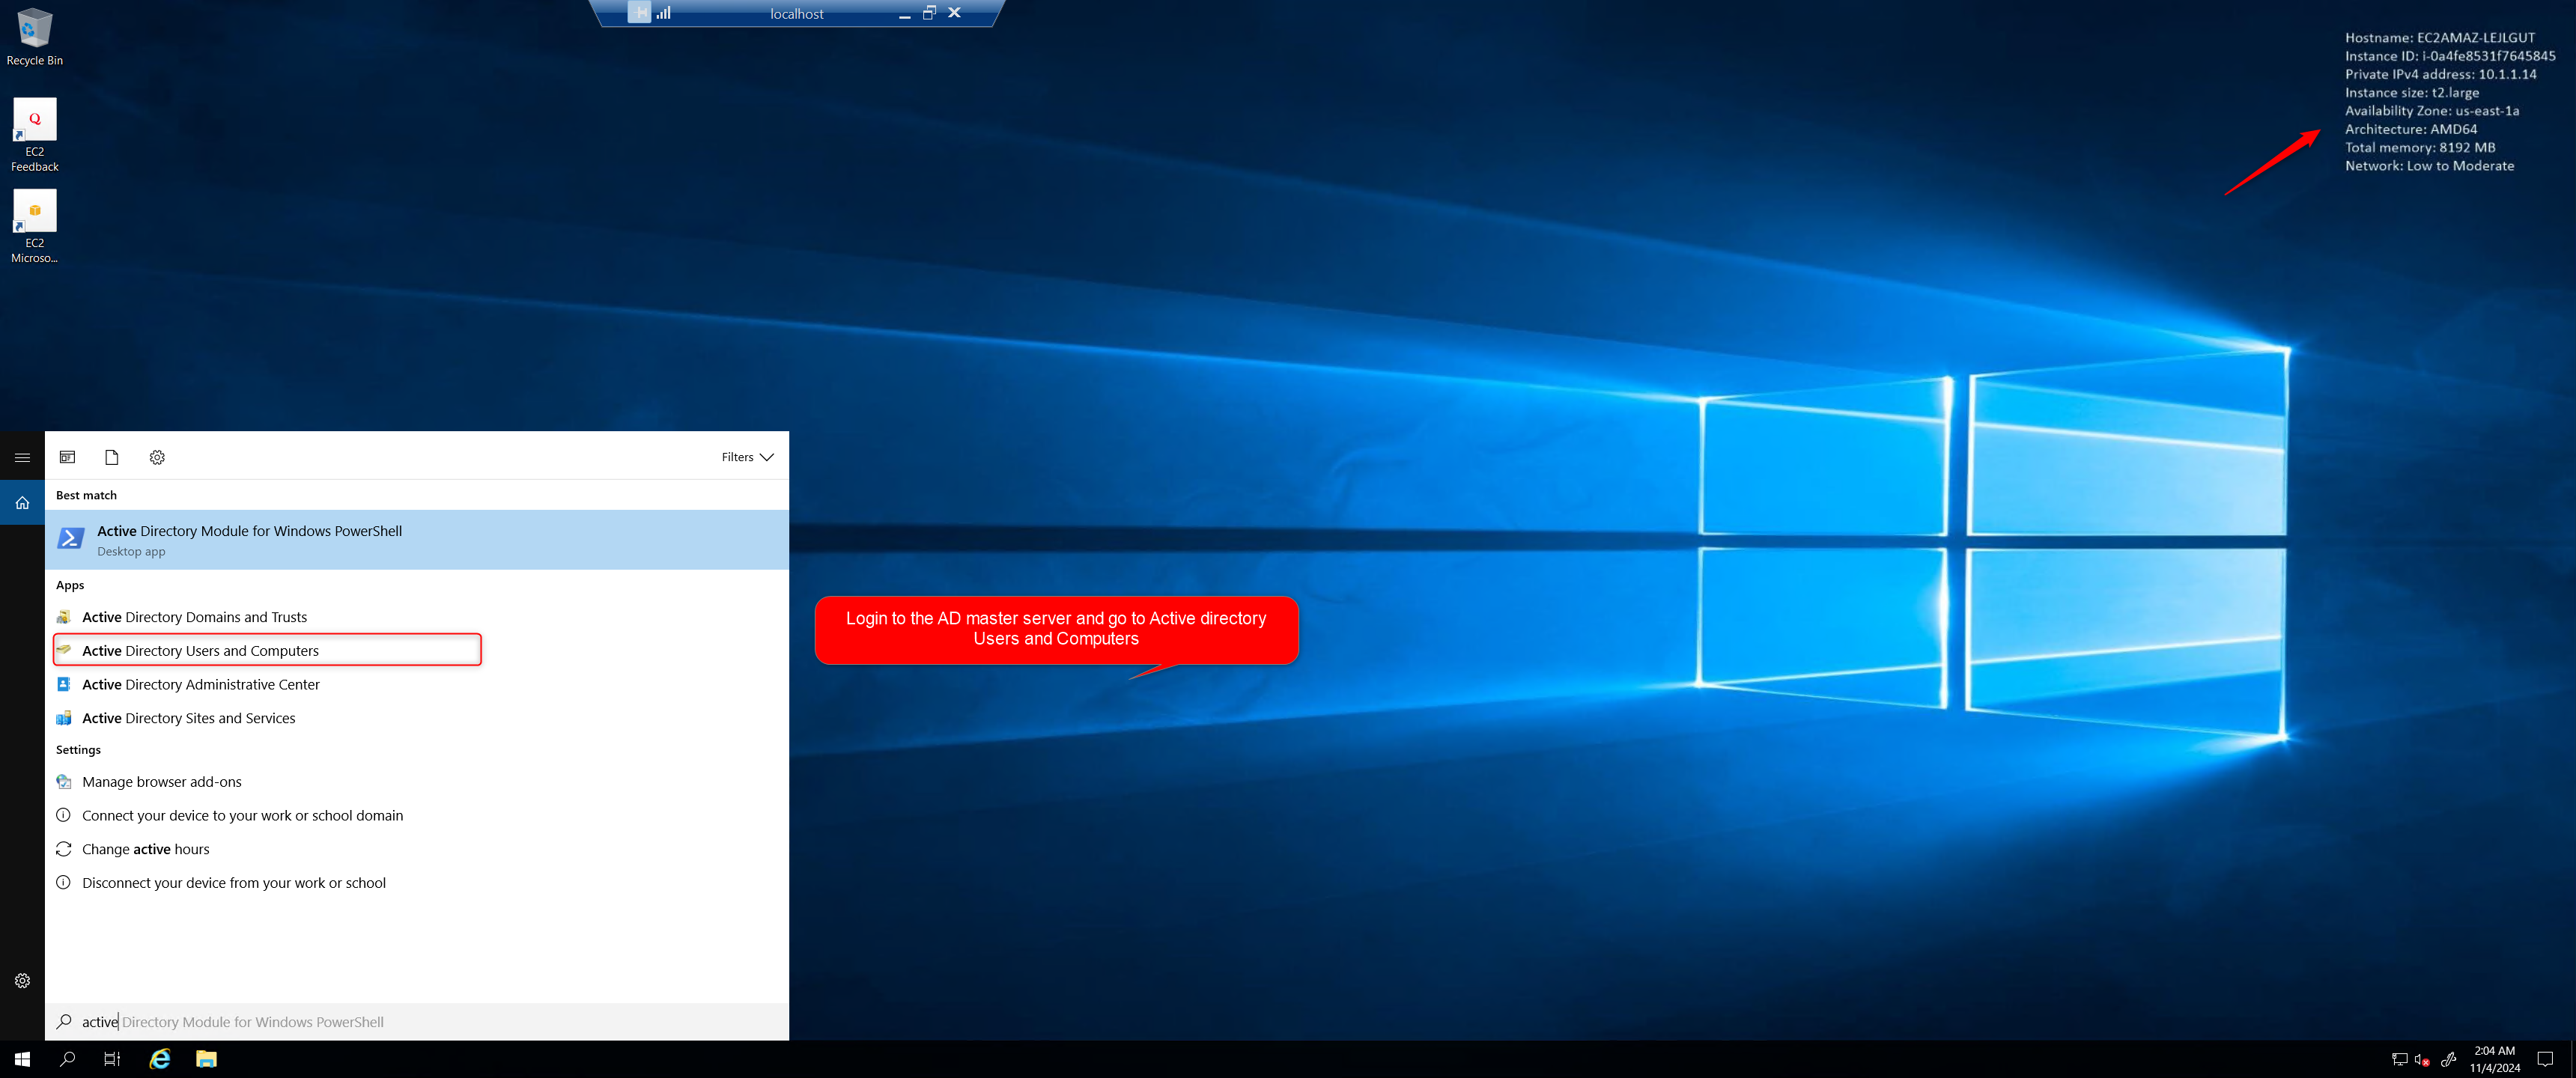 localhost
Recycle Bin
EC2
Feedback
EC2
Microso...
Hostname: EC2AMAZ-LEJLGUT
Instance ID: i-0a4fe8531f7645845
Private IPv4 address: 10.1.1.14
Instance size: t2.large
Availability Zone: us-east-1a
Architecture: AMD64
Total memory: 8192 MB
Network: Low to Moderate
Filters
Best match
Active Directory Module for Windows PowerShell
Desktop app
Apps
Active Directory Domains and Trusts
Active Directory Users and Computers
Active Directory Administrative Center
Active Directory Sites and Services
Settings
Manage browser add-ons
Connect your device to your work or school domain
Change active hours
Disconnect your device from your work or school
active Directory Module for Windows PowerShell
Login to the AD master server and go to Active directory
Users and Computers
2:04 AM
11/4/2024